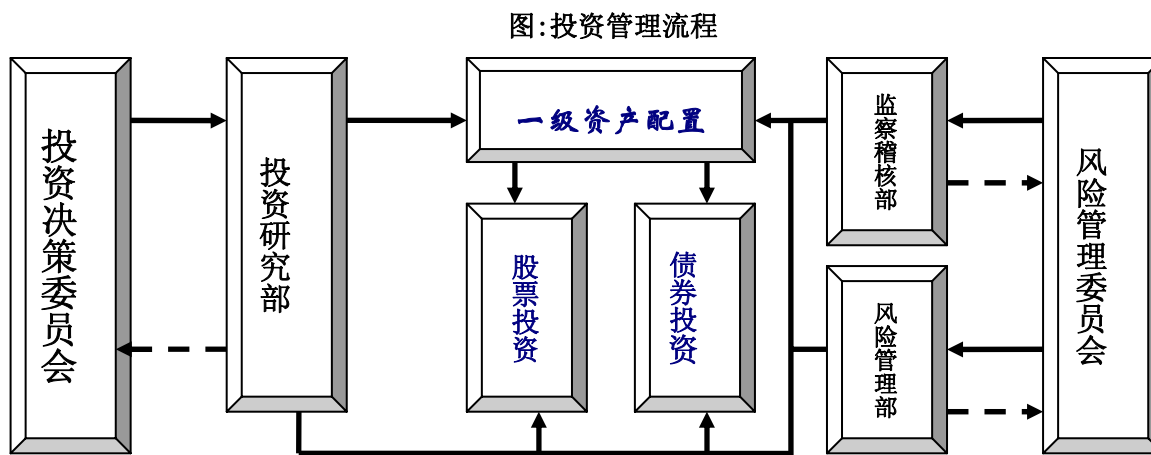 图:投资管理流程
投资决策委员会
投资研究部
一级资产配置
股票投资
债券投资
监察稽核部
风险管理部
风险管理委员会